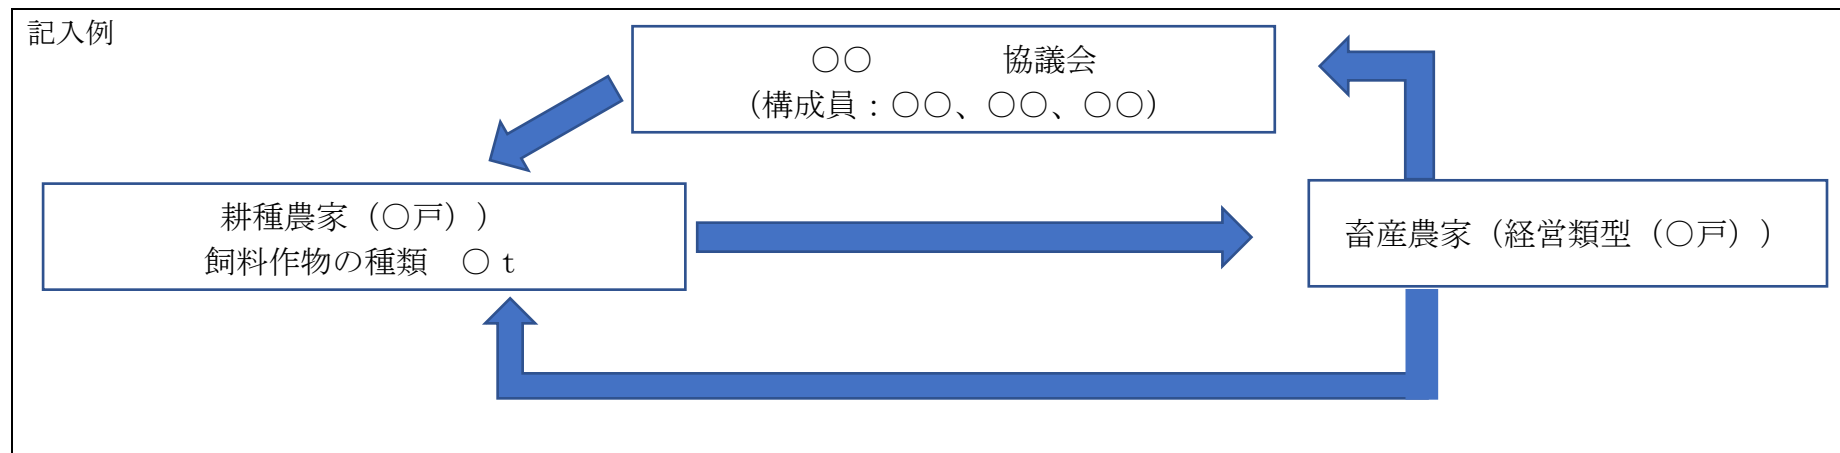 記入例
○○　　　　協議会
（構成員：○○、○○、○○）
耕種農家（○戸））
飼料作物の種類　○ｔ
畜産農家（経営類型（○戸））